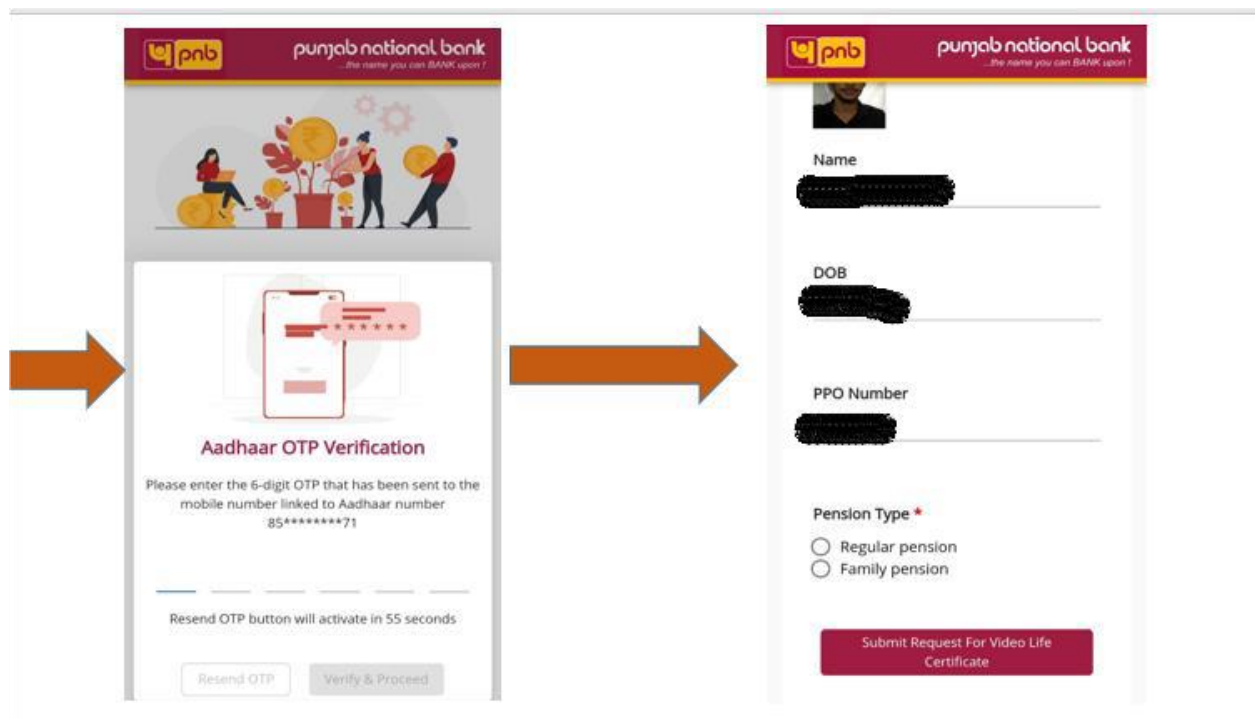 पु pnb
punjab national bank
...the name you can BANK upon !
* * * * * *
Aadhaar OTP Verification
Please enter the 6-digit OTP that has been sent to the
mobile number linked to Aadhaar number
85********71
Resend OTP button will activate in 55 seconds
Resend OTP
Verify & Proceed
पु pnb
punjab national bank
...the name you can BANK upon !
Name
DOB
PPO Number
Pension Type *
Regular pension
Family pension
Submit Request For Video Life
Certificate